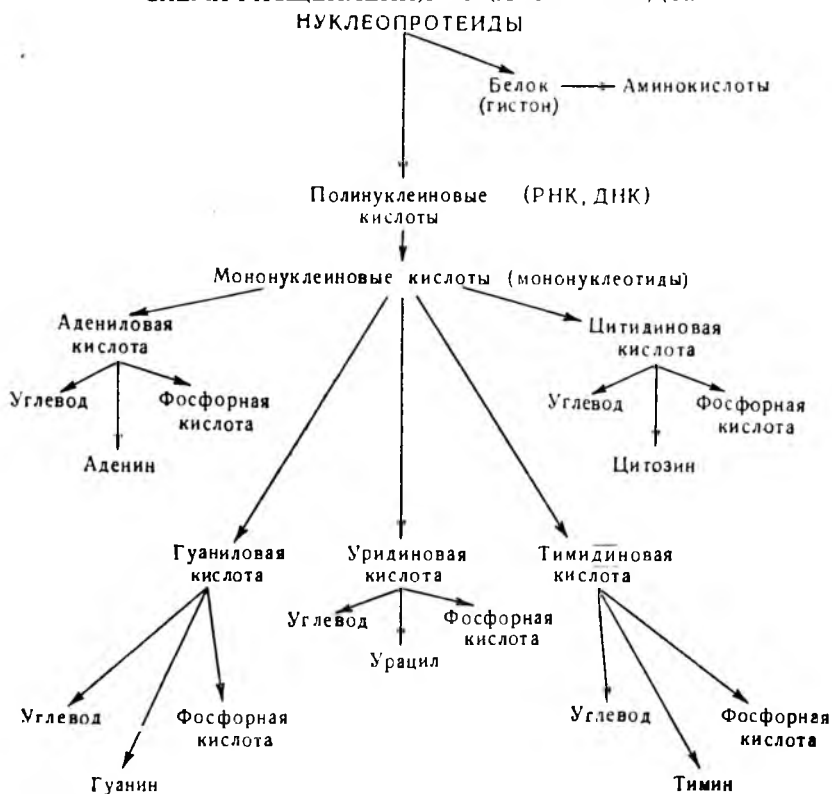 НУКЛЕОПРОТЕИДЫ
Белок
(гистон)
Аминокислоты
Полинуклеиновые
кислоты
(РНК, ДНК)
Мононуклеиновые кислоты (мононуклеотиды)
Адениловая
кислота
Цитидиновая
кислота
Углевод
Фосфорная
кислота
Углевод
Фосфорная
кислота
Аденин
Цитозин
Гуаниловая
кислота
Уридиновая
кислота
Тимидиновая
кислота
Углевод
Фосфорная
кислота
Урацил
Углевод
Фосфорная
кислота
Углевод
Фосфорная
кислота
Гуанин
Тимин